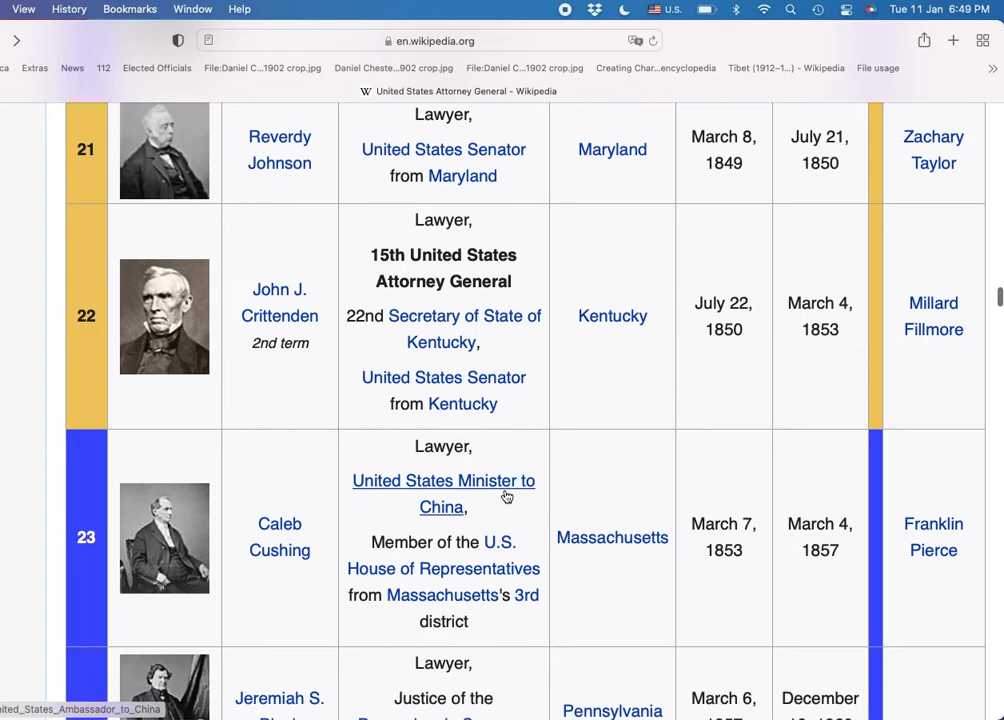 View History Bookmarks Window Help U.S. Tue 11 Jan 6:49 PM
en.wikipedia.org
ca Extras News 112 Elected Officials File:Daniel C...1902 crop.jpg Daniel Cheste...902 crop.jpg File:Daniel C...1902 crop.jpg Creating Char...encyclopedia Tibet (1912–1...) - Wikipedia File usage
W United States Attorney General - Wikipedia
21
Reverdy
Johnson
Lawyer,
United States Senator
from Maryland
Maryland
March 8,
1849
July 21,
1850
Zachary
Taylor
22
John J.
Crittenden
2nd term
Lawyer,
15th United States
Attorney General
22nd Secretary of State of
Kentucky,
United States Senator
from Kentucky
Kentucky
July 22,
1850
March 4,
1853
Millard
Fillmore
23
Caleb
Cushing
Lawyer,
United States Minister to
China,
Member of the U.S.
House of Representatives
from Massachusetts's 3rd
district
Massachusetts
March 7,
1853
March 4,
1857
Franklin
Pierce
Jeremiah S.
Lawyer,
Justice of the
Pennsylvania
March 6,
December
nited_States_Ambassador_to_China